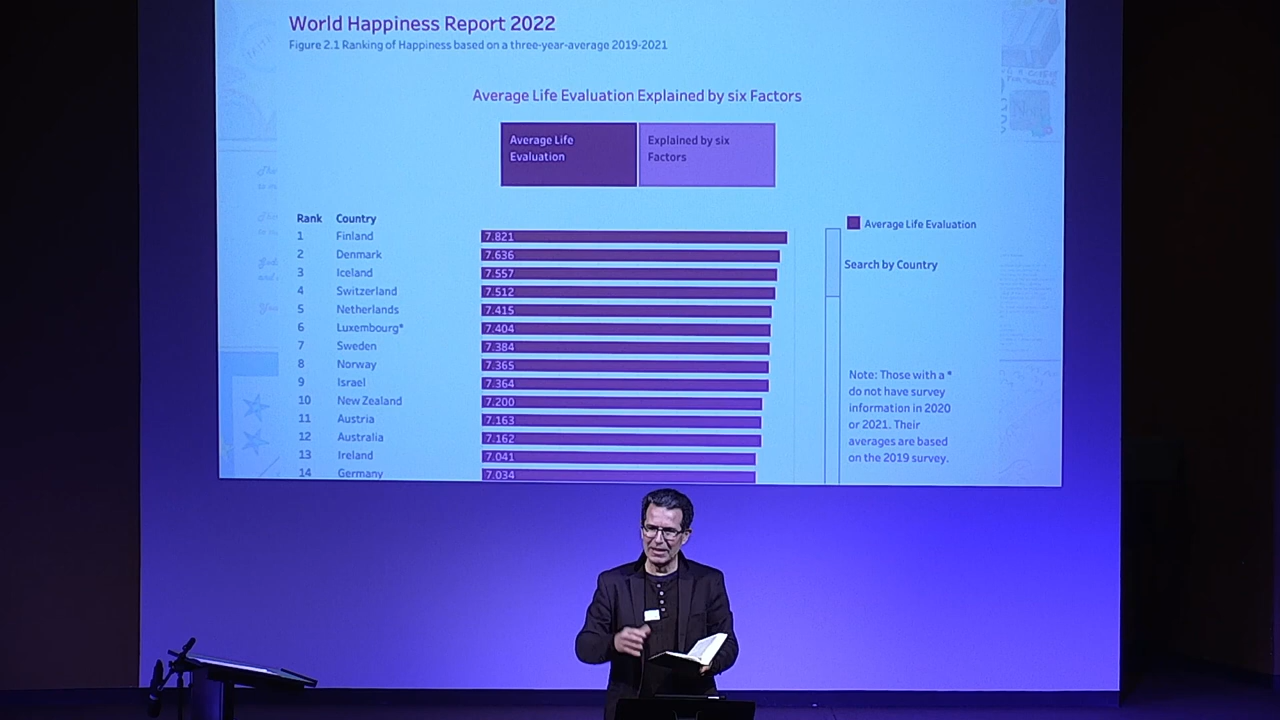 World Happiness Report 2022
Figure 2.1 Ranking of Happiness based on a three-year-average 2019-2021
Average Life Evaluation Explained by six Factors
Average Life
Evaluation
Explained by six
Factors
Rank Country
1 Finland 7.821
2 Denmark 7.636
3 Iceland 7.557
4 Switzerland 7.512
5 Netherlands 7.415
6 Luxembourg* 7.404
7 Sweden 7.384
8 Norway 7.365
9 Israel 7.364
10 New Zealand 7.200
11 Austria 7.163
12 Australia 7.162
13 Ireland 7.041
14 Germany 7.034
Average Life Evaluation
Search by Country
Note: Those with a *
do not have survey
information in 2020
or 2021. Their
averages are based
on the 2019 survey.